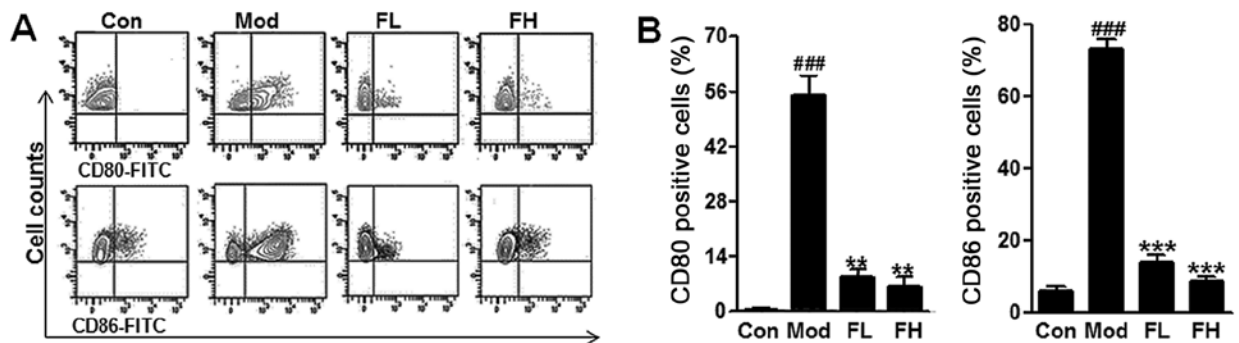 A
Con Mod FL FH
Cell counts
CD80-FITC
CD86-FITC
B
CD80 positive cells (%)
70
56
42
28
14
0
###
** **
Con Mod FL FH
CD86 positive cells (%)
80
60
40
20
0
###
***
***
Con Mod FL FH